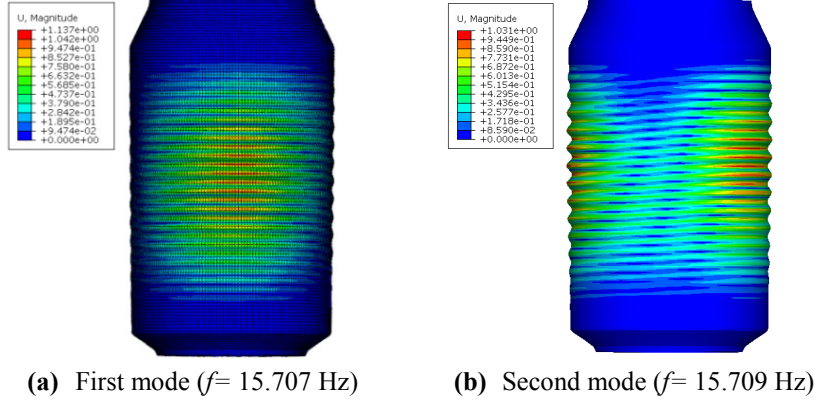 U, Magnitude
+1.137e+00
+1.042e+00
+9.474e-01
+8.527e-01
+7.580e-01
+6.632e-01
+5.685e-01
+4.737e-01
+3.790e-01
+2.842e-01
+1.895e-01
+9.474e-02
+0.000e+00
U, Magnitude
+1.031e+00
+9.449e-01
+8.590e-01
+7.731e-01
+6.872e-01
+6.013e-01
+5.154e-01
+4.295e-01
+3.436e-01
+2.577e-01
+1.718e-01
+8.590e-02
+0.000e+00
(a) First mode (f= 15.707 Hz)
(b) Second mode (f= 15.709 Hz)